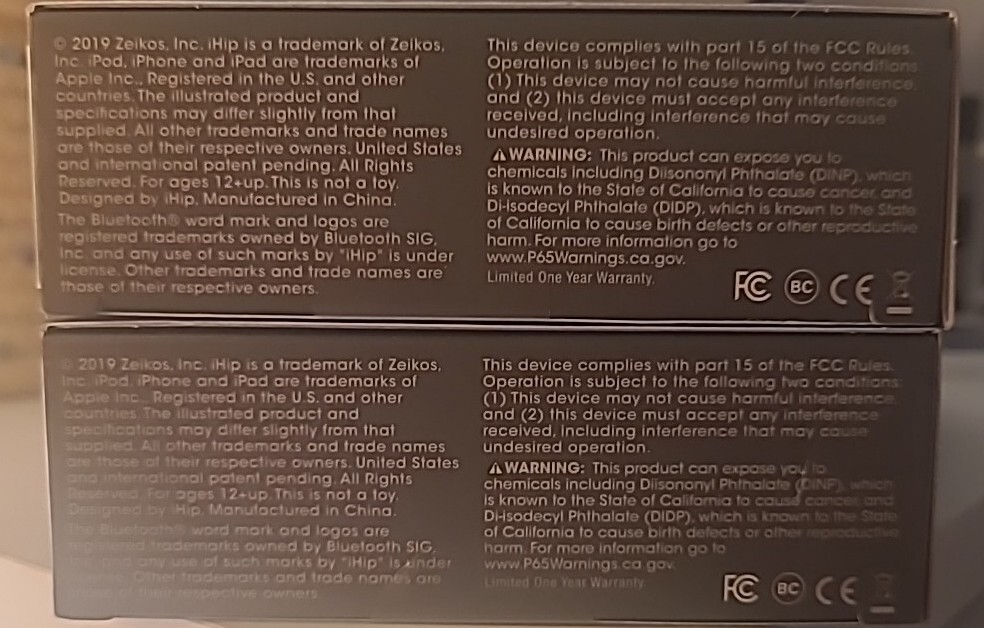 © 2019 Zeikos, Inc. iHip is a trademark of Zeikos,
Inc. iPod, iPhone and iPad are trademarks of
Apple Inc., Registered in the U.S. and other
countries. The illustrated product and
specifications may differ slightly from that
supplied. All other trademarks and trade names
are those of their respective owners. United States
and international patent pending. All Rights
Reserved. For ages 12+up. This is not a toy.
Designed by iHip, Manufactured in China.
The Bluetooth® word mark and logos are
registered trademarks owned by Bluetooth SIG,
Inc. and any use of such marks by "iHip" is under
license. Other trademarks and trade names are
those of their respective owners.
This device complies with part 15 of the FCC Rules.
Operation is subject to the following two conditions
(1) This device may not cause harmful interference,
and (2) this device must accept any interference
received, including interference that may cause
undesired operation.
⚠WARNING: This product can expose you to
chemicals including Diisononyl Phthalate (DINP), which
is known to the State of California to cause cancer, and
Di-isodecyl Phthalate (DIDP), which is known to the State
of California to cause birth defects or other reproductive
harm. For more information go to
www.P65Warnings.ca.gov.
Limited One Year Warranty.
FC BC CE
2019 Zeikos, Inc. iHip is a trademark of Zeikos,
Inc. iPod, iPhone and iPad are trademarks of
Apple Inc., Registered in the U.S. and other
countries. The illustrated product and
specifications may differ slightly from that
supplied. All other trademarks and trade names
are those of their respective owners. United States
and international patent pending. All Rights
Reserved. For ages 12+up. This is not a toy.
Designed by iHip, Manufactured in China.
The Bluetooth® word mark and logos are
registered trademarks owned by Bluetooth SIG,
Inc. and any use of such marks by "iHip" is under
license. Other trademarks and trade names are
those of their respective owners.
This device complies with part 15 of the FCC Rules.
Operation is subject to the following two conditions:
(1) This device may not cause harmful interference,
and (2) this device must accept any interference
received, including interference that may cause
undesired operation.
⚠WARNING: This product can expose you to
chemicals including Diisononyl Phthalate (DINP), which
is known to the State of California to cause cancer, and
Di-isodecyl Phthalate (DIDP), which is known to the State
of California to cause birth defects or other reproductive
harm. For more information go to
www.P65Warnings.ca.gov.
Limited One Year Warranty.
FC BC CE